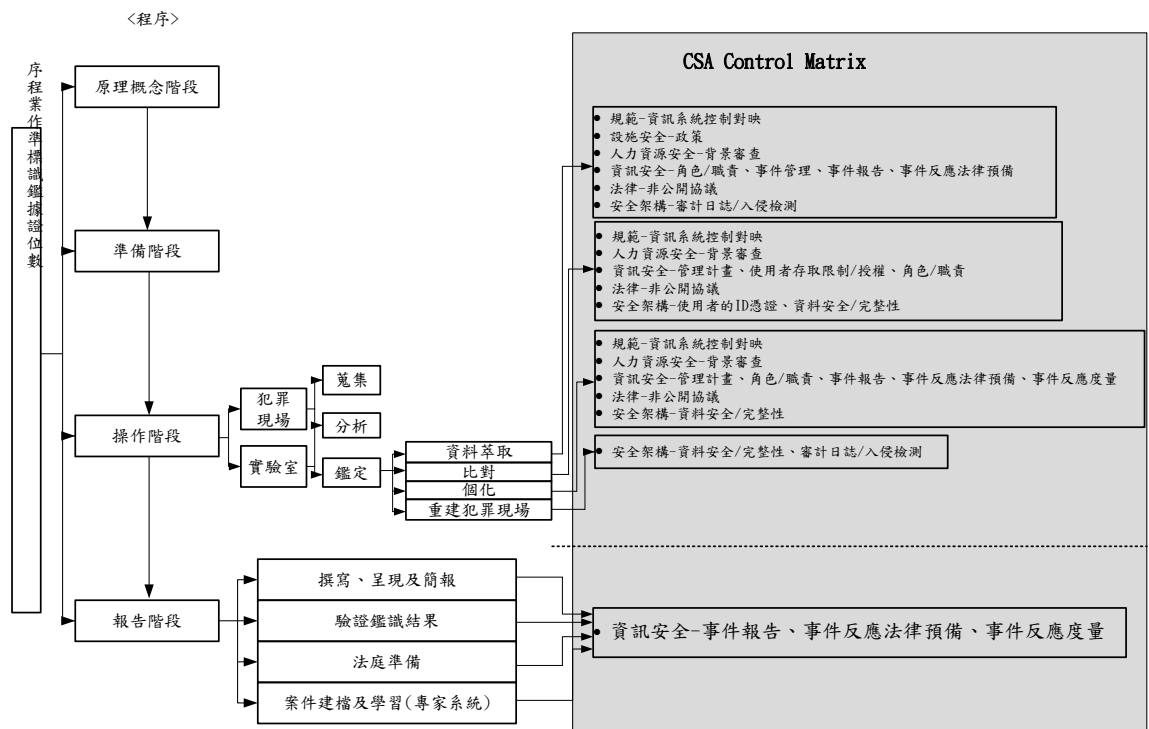 <程序>
CSA Control Matrix
序程業作準標識鑑據證位數
原理概念階段
準備階段
操作階段
報告階段
犯罪
現場
實驗室
蒐集
分析
鑑定
資料萃取
比對
個化
重建犯罪現場
● 規範-資訊系統控制對映
● 設施安全-政策
● 人力資源安全-背景審查
● 資訊安全-角色/職責、事件管理、事件報告、事件反應法律預備
● 法律-非公開協議
● 安全架構-審計日誌/入侵檢測
● 規範-資訊系統控制對映
● 人力資源安全-背景審查
● 資訊安全-管理計畫、使用者存取限制/授權、角色/職責
● 法律-非公開協議
● 安全架構-使用者的ID憑證、資料安全/完整性
● 規範-資訊系統控制對映
● 人力資源安全-背景審查
● 資訊安全-管理計畫、角色/職責、事件報告、事件反應法律預備、事件反應度量
● 法律-非公開協議
● 安全架構-資料安全/完整性
● 安全架構-資料安全/完整性、審計日誌/入侵檢測
撰寫、呈現及簡報
驗證鑑識結果
法庭準備
案件建檔及學習(專家系統)
● 資訊安全-事件報告、事件反應法律預備、事件反應度量